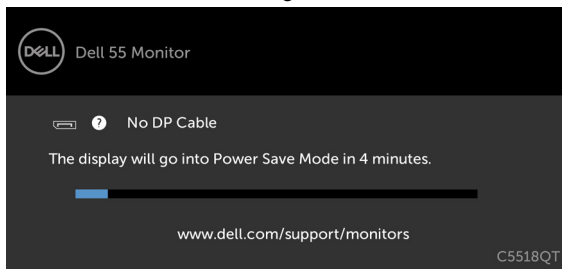 DELL Dell 55 Monitor
? No DP Cable
The display will go into Power Save Mode in 4 minutes.
www.dell.com/support/monitors
C5518QT